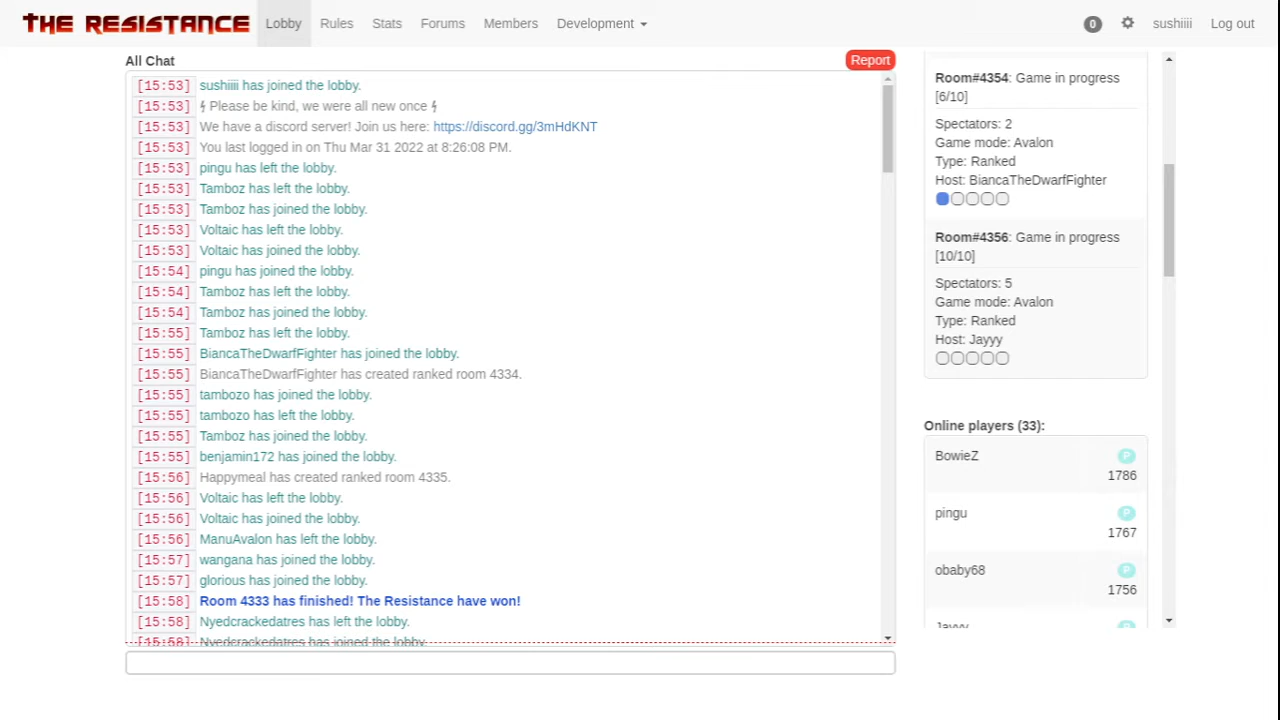 THE RESISTANCE Lobby Rules Stats Forums Members Development 0 sushiiii Log out
All Chat Report
[15:53] sushiiii has joined the lobby.
[15:53] Please be kind, we were all new once
[15:53] We have a discord server! Join us here: https://discord.gg/3mHdKNT
[15:53] You last logged in on Thu Mar 31 2022 at 8:26:08 PM.
[15:53] pingu has left the lobby.
[15:53] Tamboz has left the lobby.
[15:53] Tamboz has joined the lobby.
[15:53] Voltaic has left the lobby.
[15:53] Voltaic has joined the lobby.
[15:54] pingu has joined the lobby.
[15:54] Tamboz has left the lobby.
[15:54] Tamboz has joined the lobby.
[15:55] Tamboz has left the lobby.
[15:55] BiancaTheDwarfFighter has joined the lobby.
[15:55] BiancaTheDwarfFighter has created ranked room 4334.
[15:55] tambozo has joined the lobby.
[15:55] tambozo has left the lobby.
[15:55] Tamboz has joined the lobby.
[15:55] benjamin172 has joined the lobby.
[15:56] Happymeal has created ranked room 4335.
[15:56] Voltaic has left the lobby.
[15:56] Voltaic has joined the lobby.
[15:56] ManuAvalon has left the lobby.
[15:57] wangana has joined the lobby.
[15:57] glorious has joined the lobby.
[15:58] Room 4333 has finished! The Resistance have won!
[15:58] Nyedcrackedatres has left the lobby.
[15:58] Nyedcrackedatres has joined the lobby.
Room#4354: Game in progress
[6/10]
Spectators: 2
Game mode: Avalon
Type: Ranked
Host: BiancaTheDwarfFighter
Room#4356: Game in progress
[10/10]
Spectators: 5
Game mode: Avalon
Type: Ranked
Host: Jayyy
Online players (33):
BowieZ P
1786
pingu P
1767
obaby68 P
1756
Jayyy P